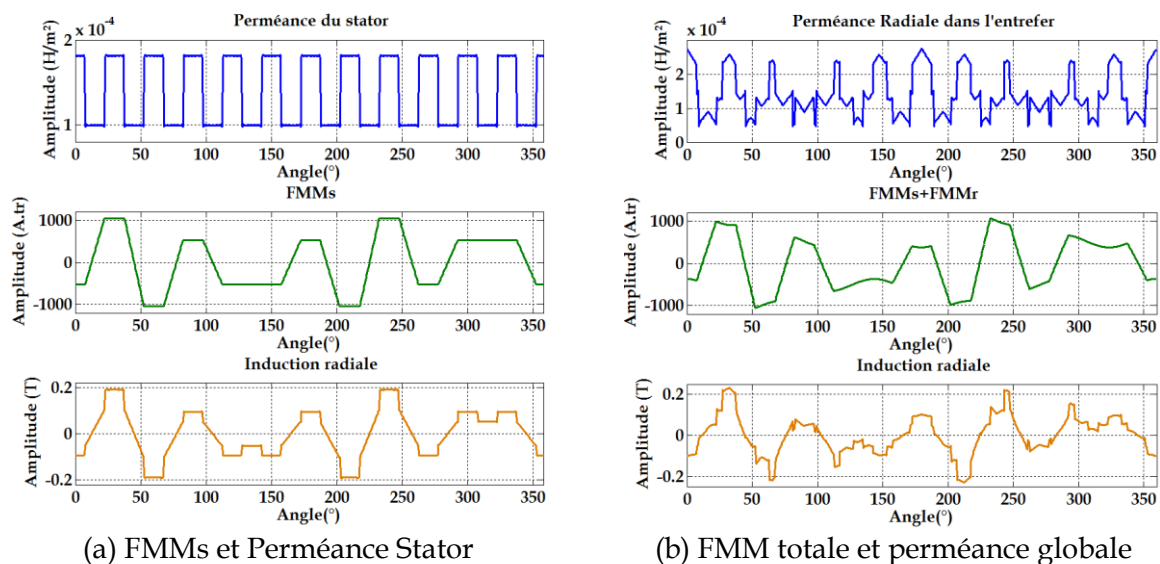 Perméance du stator
x 10⁻⁴
Amplitude (H/m²)
2
1
0 50 100 150 200 250 300 350
Angle(°)
FMMs
Amplitude (A.tr)
1000
0
-1000
0 50 100 150 200 250 300 350
Angle(°)
Induction radiale
Amplitude (T)
0.2
0
-0.2
0 50 100 150 200 250 300 350
Angle(°)
(a) FMMs et Perméance Stator
Perméance Radiale dans l'entrefer
x 10⁻⁴
Amplitude (H/m²)
2
1
0
0 50 100 150 200 250 300 350
Angle(°)
FMMs+FMMr
Amplitude (A.tr)
1000
0
-1000
0 50 100 150 200 250 300 350
Angle(°)
Induction radiale
Amplitude (T)
0.2
0
-0.2
0 50 100 150 200 250 300 350
Angle(°)
(b) FMM totale et perméance globale